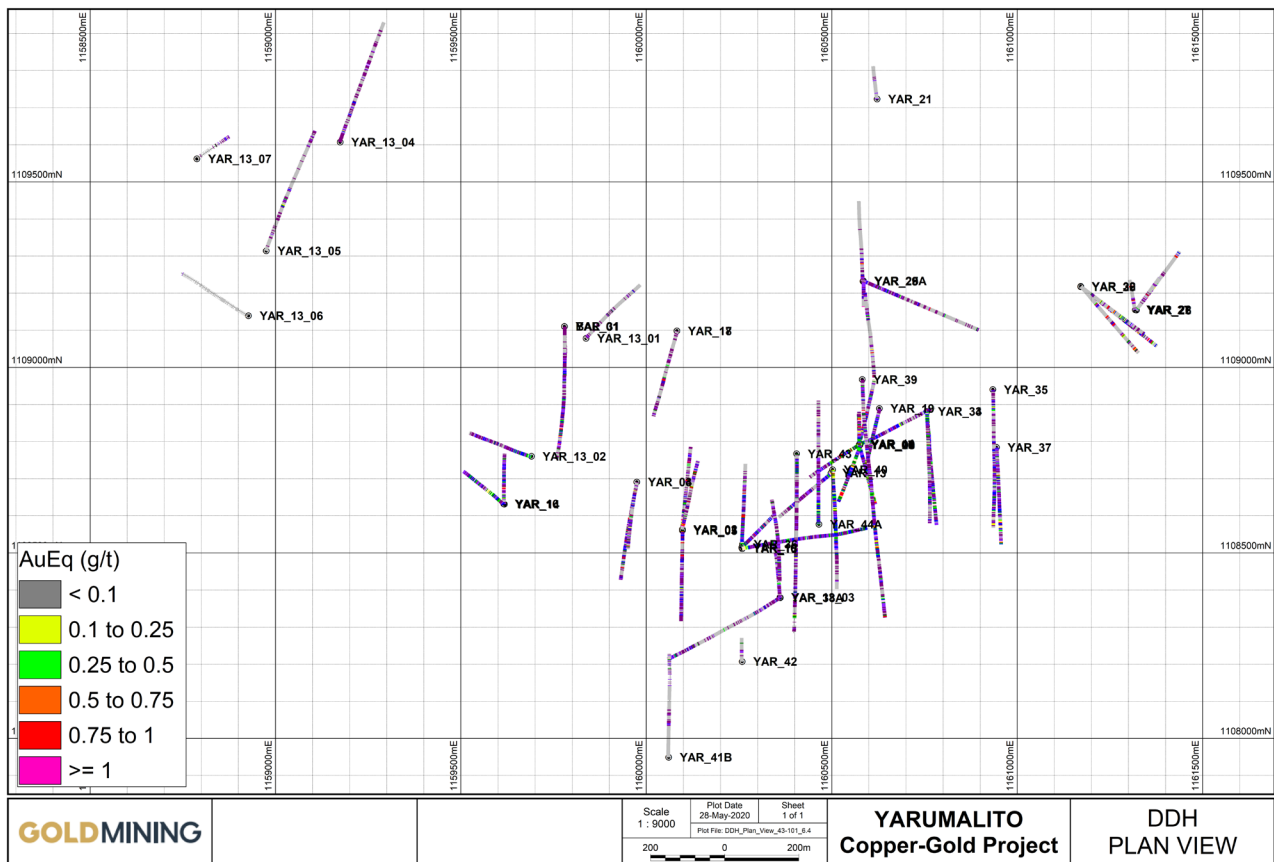 1158500mE
1159000mE
1159500mE
1160000mE
1160500mE
1161000mE
1161500mE
YAR_21
YAR_13_04
YAR_13_07
1109500mN
1109500mN
YAR_13_05
YAR_13_06
YAR_13_01
1109000mN
1109000mN
YAR_39
YAR_35
YAR_37
YAR_13_02
YAR_43
YAR_44A
1108500mN
YAR_42
1108000mN
YAR_41B
AuEq (g/t)
< 0.1
0.1 to 0.25
0.25 to 0.5
0.5 to 0.75
0.75 to 1
>= 1
1159000mE
1159500mE
1160000mE
1160500mE
1161000mE
1161500mE
GOLDMINING
Scale
1 : 9000
Plot Date
28-May-2020
Sheet
1 of 1
Plot File: DDH_Plan_View_43-101_6.4
200 0 200m
YARUMALITO
Copper-Gold Project
DDH
PLAN VIEW